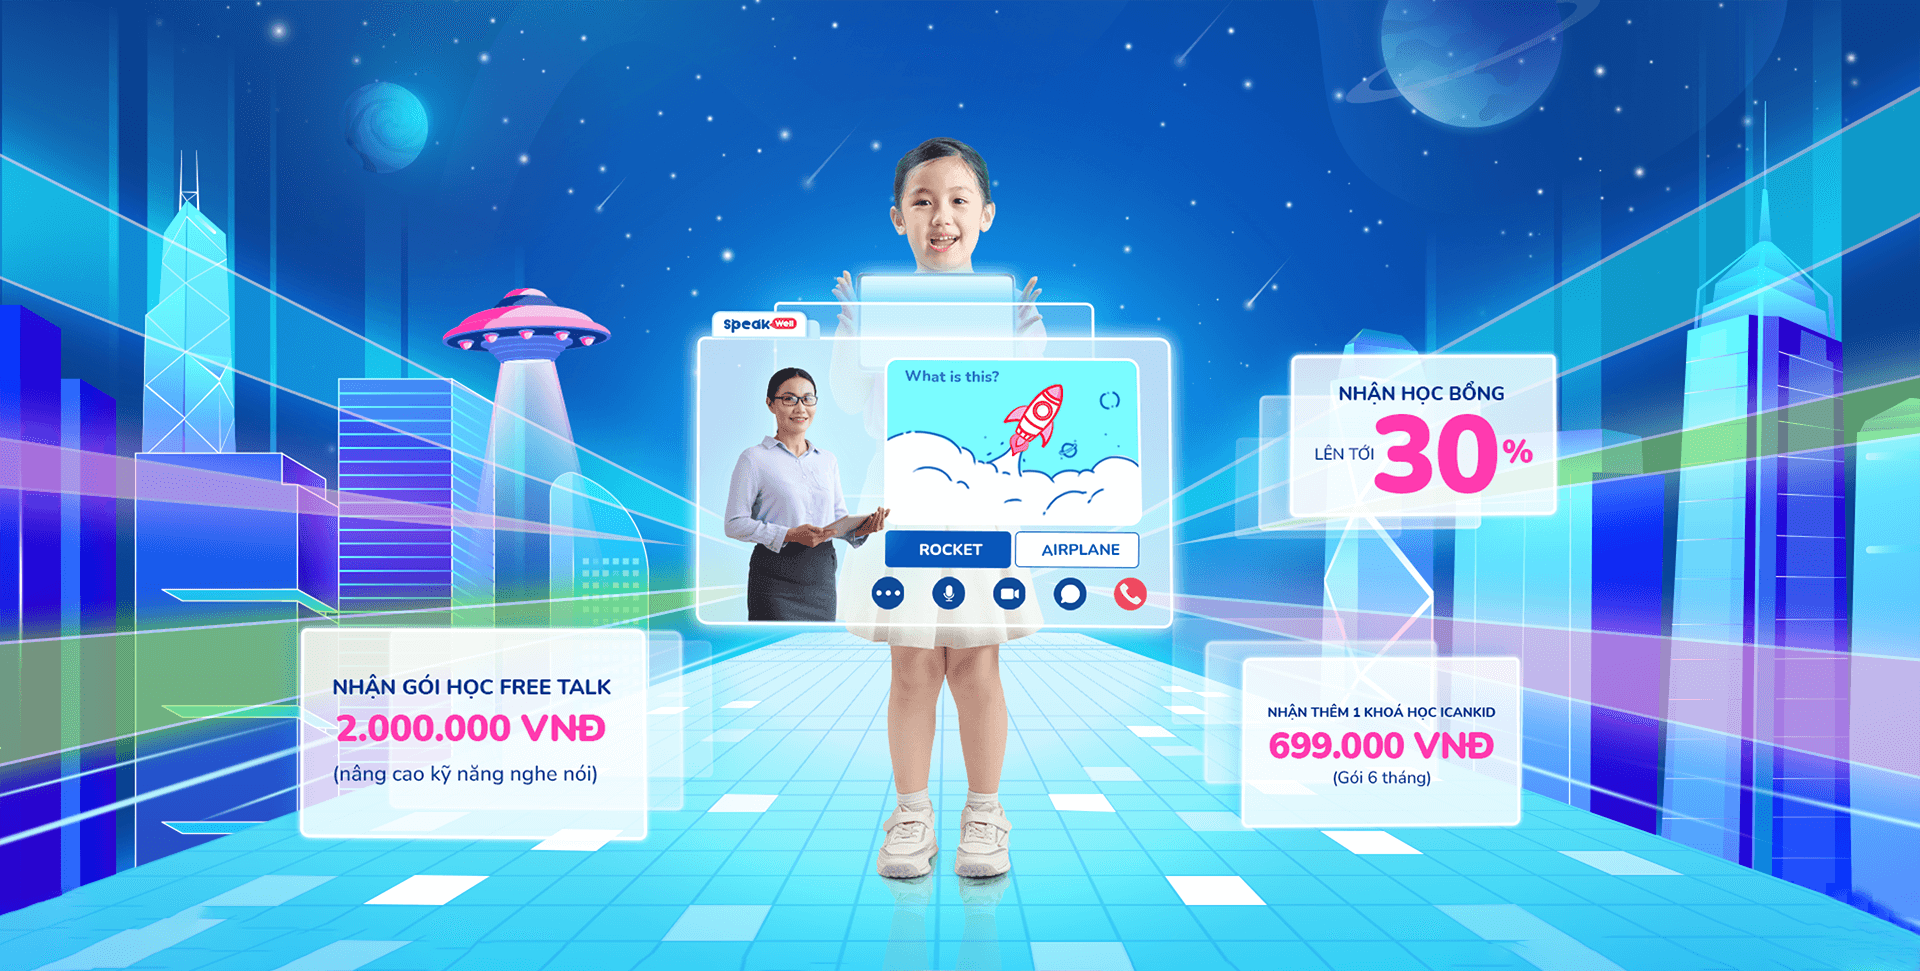 Speak Well
What is this?
ROCKET
AIRPLANE
NHẬN HỌC BỔNG
LÊN TỚI 30%
NHẬN GÓI HỌC FREE TALK
2.000.000 VNĐ
(nâng cao kỹ năng nghe nói)
NHẬN THÊM 1 KHOÁ HỌC ICANKID
699.000 VNĐ
(Gói 6 tháng)